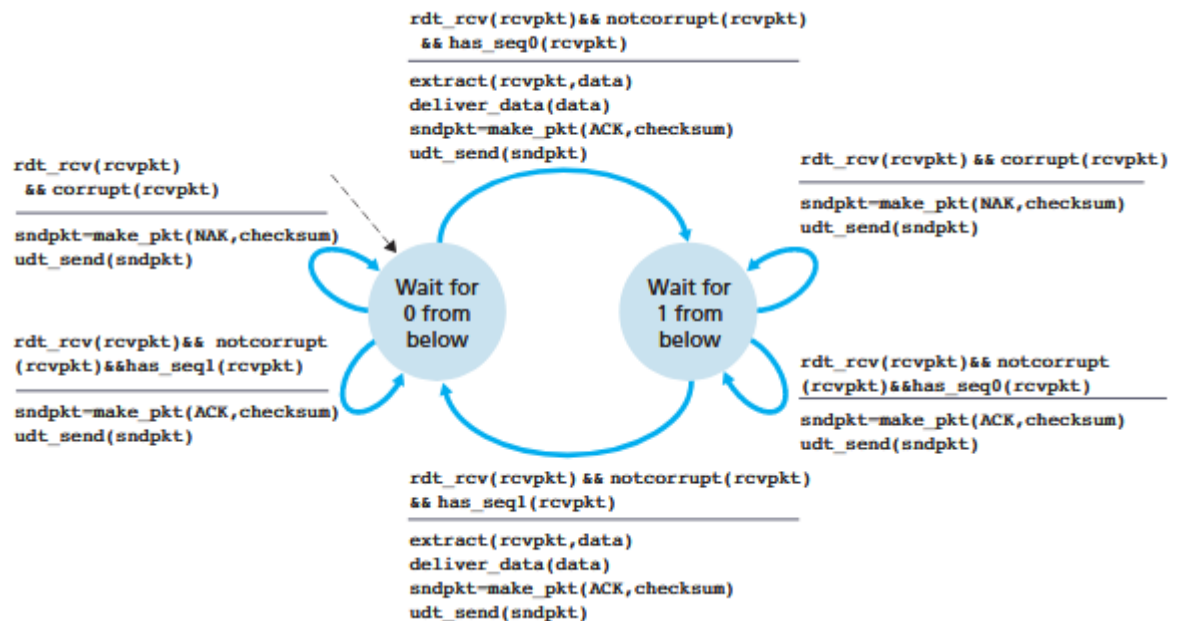 rdt_rcv(rcvpkt)&& notcorrupt(rcvpkt)
&& has_seq0(rcvpkt)
extract(rcvpkt,data)
deliver_data(data)
sndpkt=make_pkt(ACK,checksum)
udt_send(sndpkt)
rdt_rcv(rcvpkt)
&& corrupt(rcvpkt)
sndpkt=make_pkt(NAK,checksum)
udt_send(sndpkt)
rdt_rcv(rcvpkt) && corrupt(rcvpkt)
sndpkt=make_pkt(NAK,checksum)
udt_send(sndpkt)
Wait for
0 from
below
Wait for
1 from
below
rdt_rcv(rcvpkt)&& notcorrupt
(rcvpkt)&&has_seq1(rcvpkt)
sndpkt=make_pkt(ACK,checksum)
udt_send(sndpkt)
rdt_rcv(rcvpkt)&& notcorrupt
(rcvpkt)&&has_seq0(rcvpkt)
sndpkt=make_pkt(ACK,checksum)
udt_send(sndpkt)
rdt_rcv(rcvpkt) && notcorrupt(rcvpkt)
&& has_seq1(rcvpkt)
extract(rcvpkt,data)
deliver_data(data)
sndpkt=make_pkt(ACK,checksum)
udt_send(sndpkt)